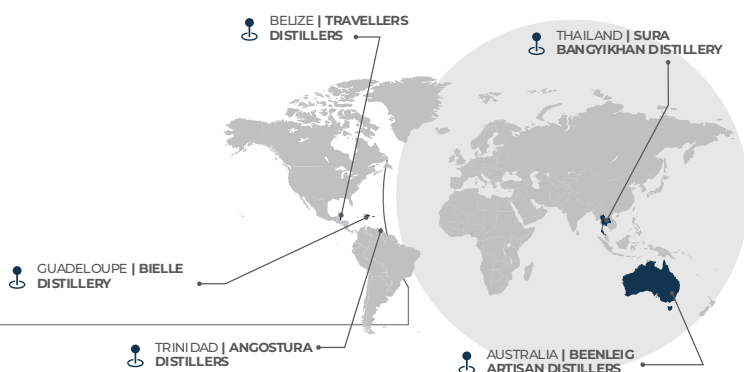 BELIZE | TRAVELLERS
DISTILLERS
THAILAND | SURA
BANGYIKHAN DISTILLERY
GUADELOUPE | BIELLE
DISTILLERY
TRINIDAD | ANGOSTURA
DISTILLERS
AUSTRALIA | BEENLEIG
ARTISAN DISTILLERS